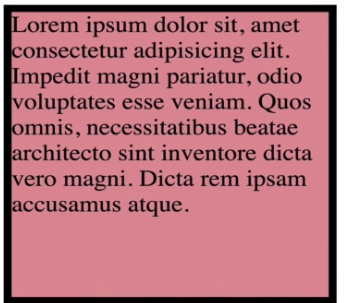 Lorem ipsum dolor sit, amet
consectetur adipisicing elit.
Impedit magni pariatur, odio
voluptates esse veniam. Quos
omnis, necessitatibus beatae
architecto sint inventore dicta
vero magni. Dicta rem ipsam
accusamus atque.